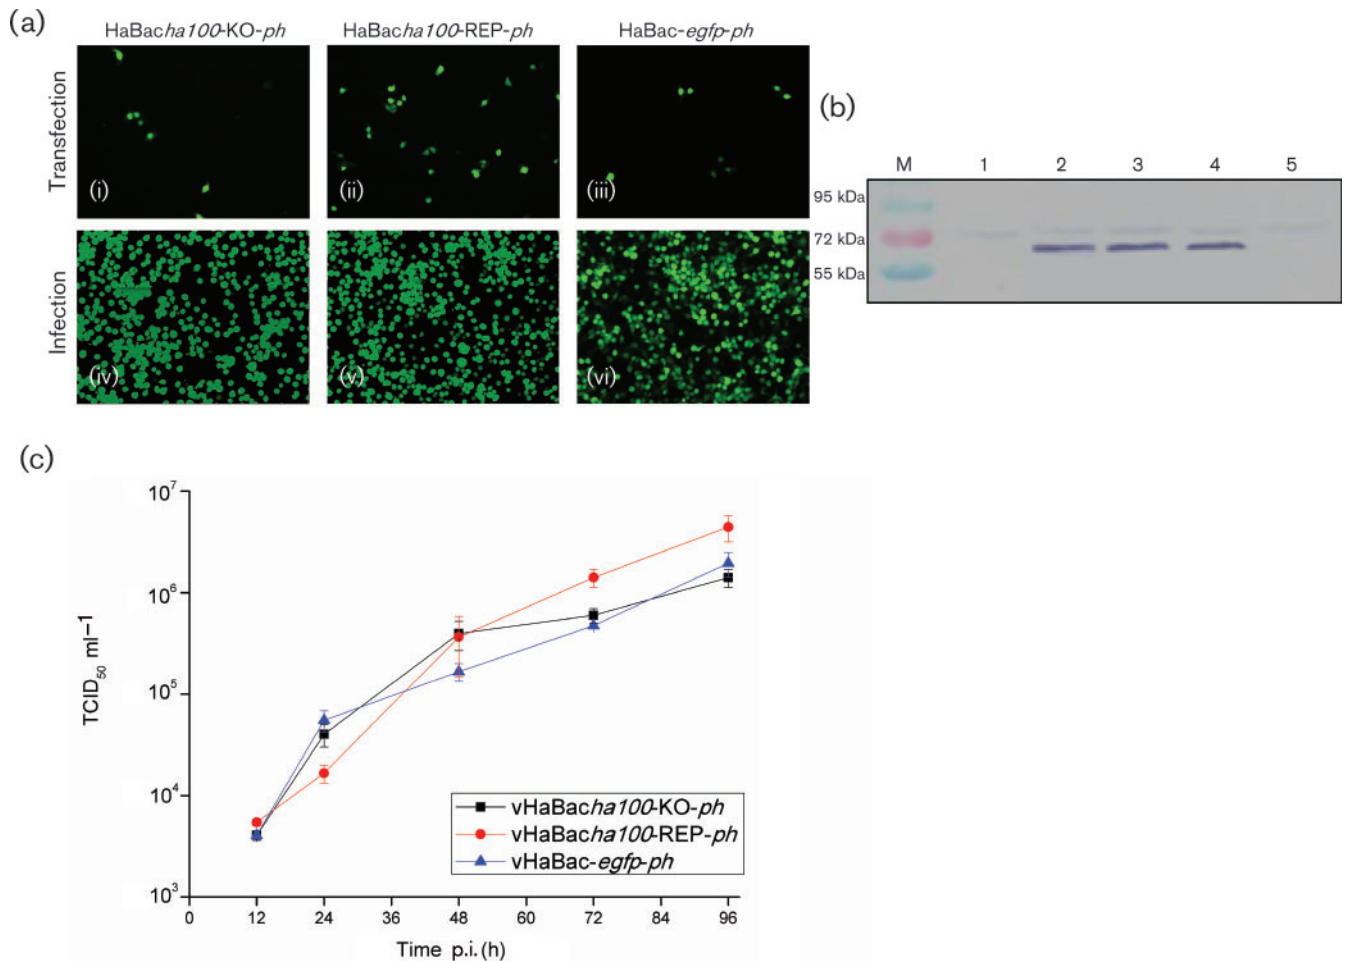 (a)
HaBacha100-KO-ph
HaBacha100-REP-ph
HaBac-egfp-ph
Transfection
(i)
(ii)
(iii)
Infection
(iv)
(v)
(vi)
(b)
M 1 2 3 4 5
95 kDa
72 kDa
55 kDa
(c)
10⁷
10⁶
10⁵
10⁴
10³
TCID₅₀ ml−1
0 12 24 36 48 60 72 84 96
Time p.i. (h)
vHaBacha100-KO-ph
vHaBacha100-REP-ph
vHaBac-egfp-ph